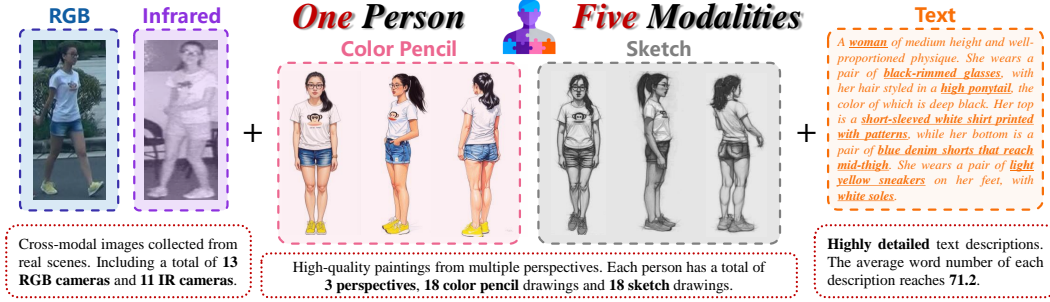 RGB
Infrared
One Person
Five Modalities
Color Pencil
Sketch
Text
A woman of medium height and well-
proportioned physique. She wears a
pair of black-rimmed glasses, with
her hair styled in a high ponytail, the
color of which is deep black. Her top
is a short-sleeved white shirt printed
with patterns, while her bottom is a
pair of blue denim shorts that reach
mid-thigh. She wears a pair of light
yellow sneakers on her feet, with
white soles.
+
+
Cross-modal images collected from
real scenes. Including a total of 13
RGB cameras and 11 IR cameras.
High-quality paintings from multiple perspectives. Each person has a total of
3 perspectives, 18 color pencil drawings and 18 sketch drawings.
Highly detailed text descriptions.
The average word number of each
description reaches 71.2.